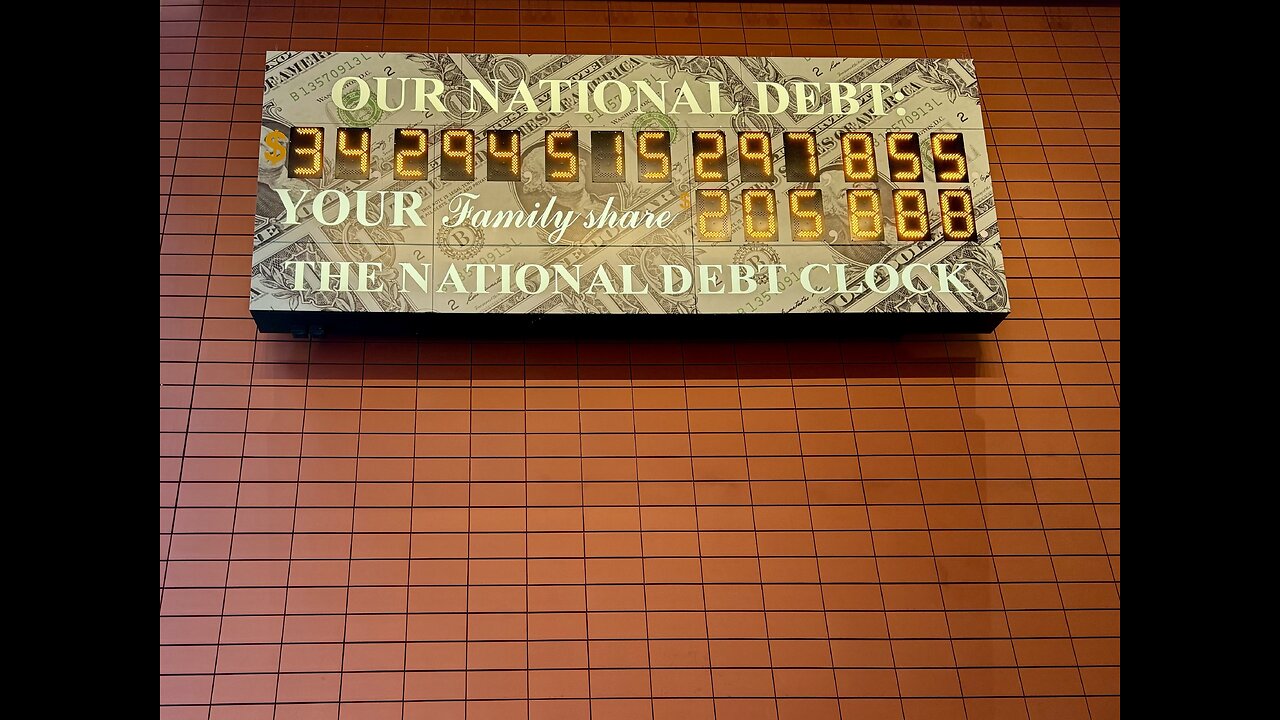 OUR NATIONAL DEBT:
$34 294 515 297 855
YOUR Family share $205 888
THE NATIONAL DEBT CLOCK